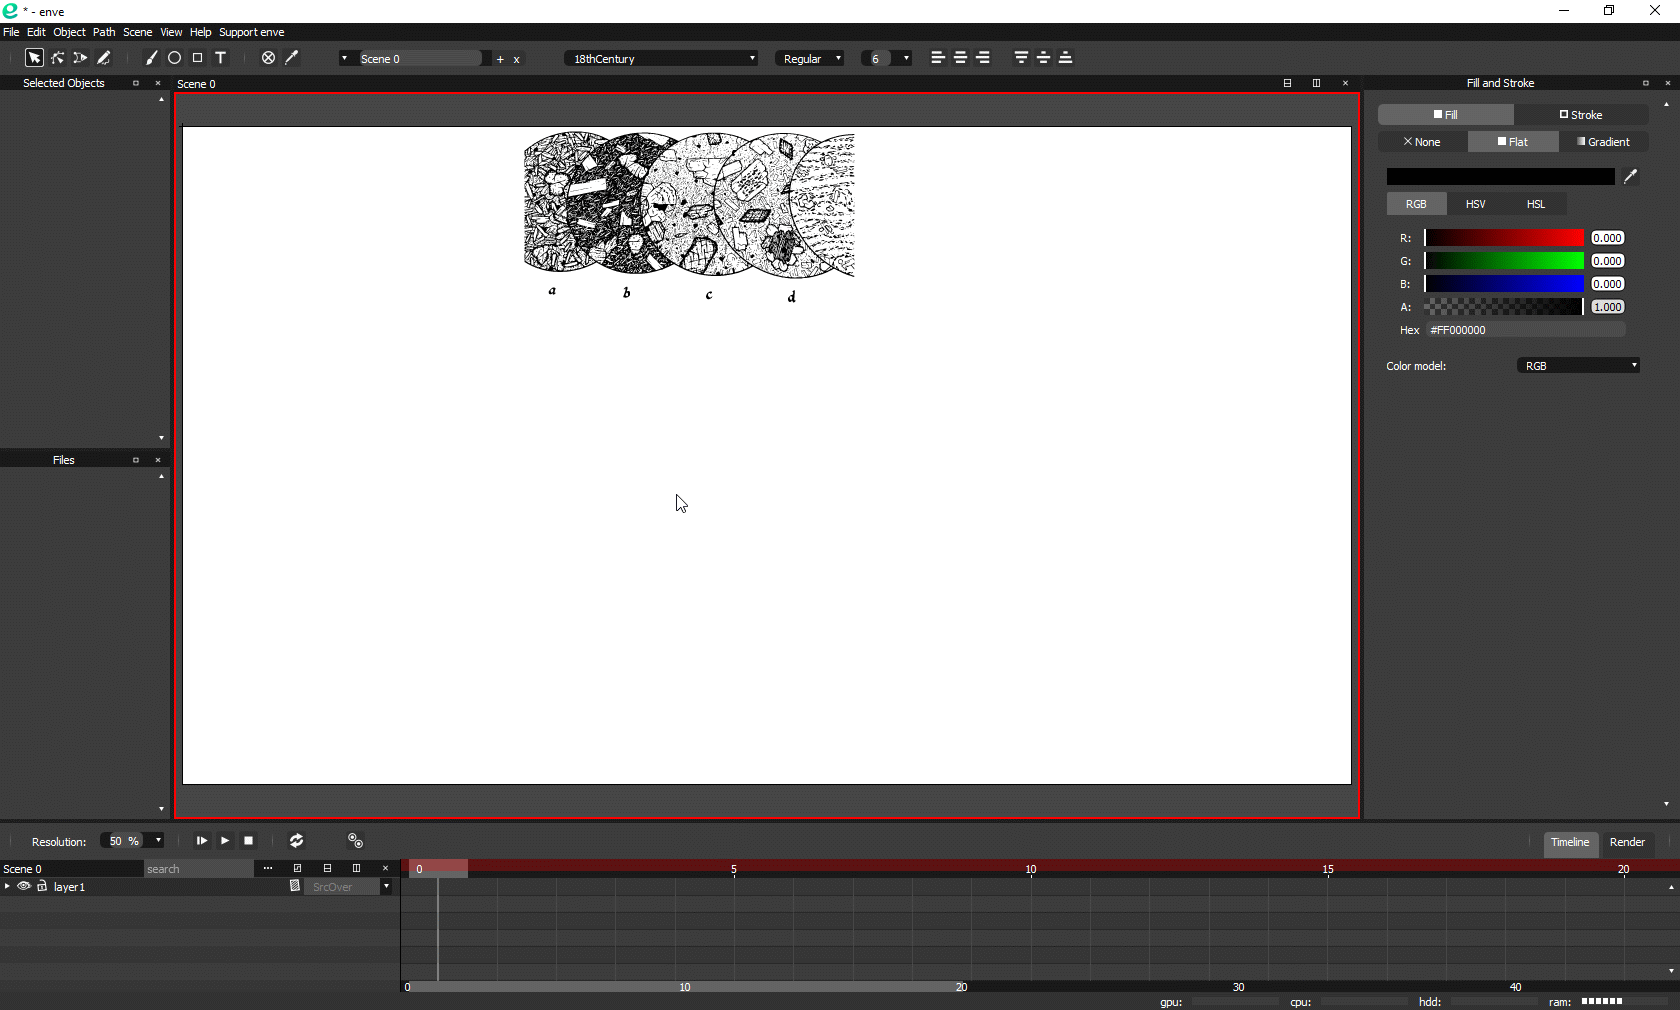 * - enve
File Edit Object Path Scene View Help Support enve
Scene 0 + x 18thCentury Regular 6
Selected Objects
Scene 0
Fill and Stroke
Fill Stroke
None Flat Gradient
RGB HSV HSL
R: 0.000
G: 0.000
B: 0.000
A: 1.000
Hex #FF000000
Color model: RGB
a b c d
Files
Resolution: 50 %
Timeline Render
Scene 0 search
0 5 10 15 20
layer1 SrcOver
0 10 20 30 40
gpu: cpu: hdd: ram: